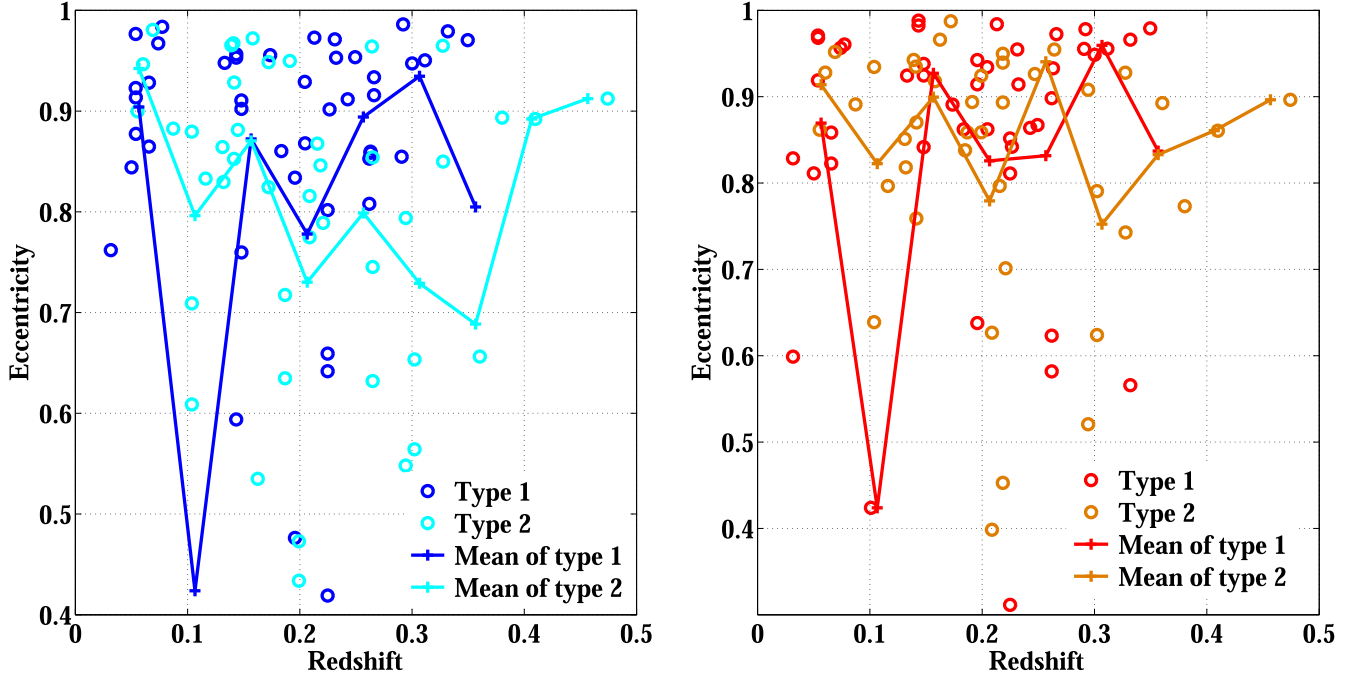 1
0.9
0.8
0.7
0.6
0.5
0.4
Eccentricity
0
0.1
0.2
0.3
0.4
0.5
Redshift
Type 1
Type 2
Mean of type 1
Mean of type 2
1
0.9
0.8
0.7
0.6
0.5
0.4
Eccentricity
0
0.1
0.2
0.3
0.4
0.5
Redshift
Type 1
Type 2
Mean of type 1
Mean of type 2